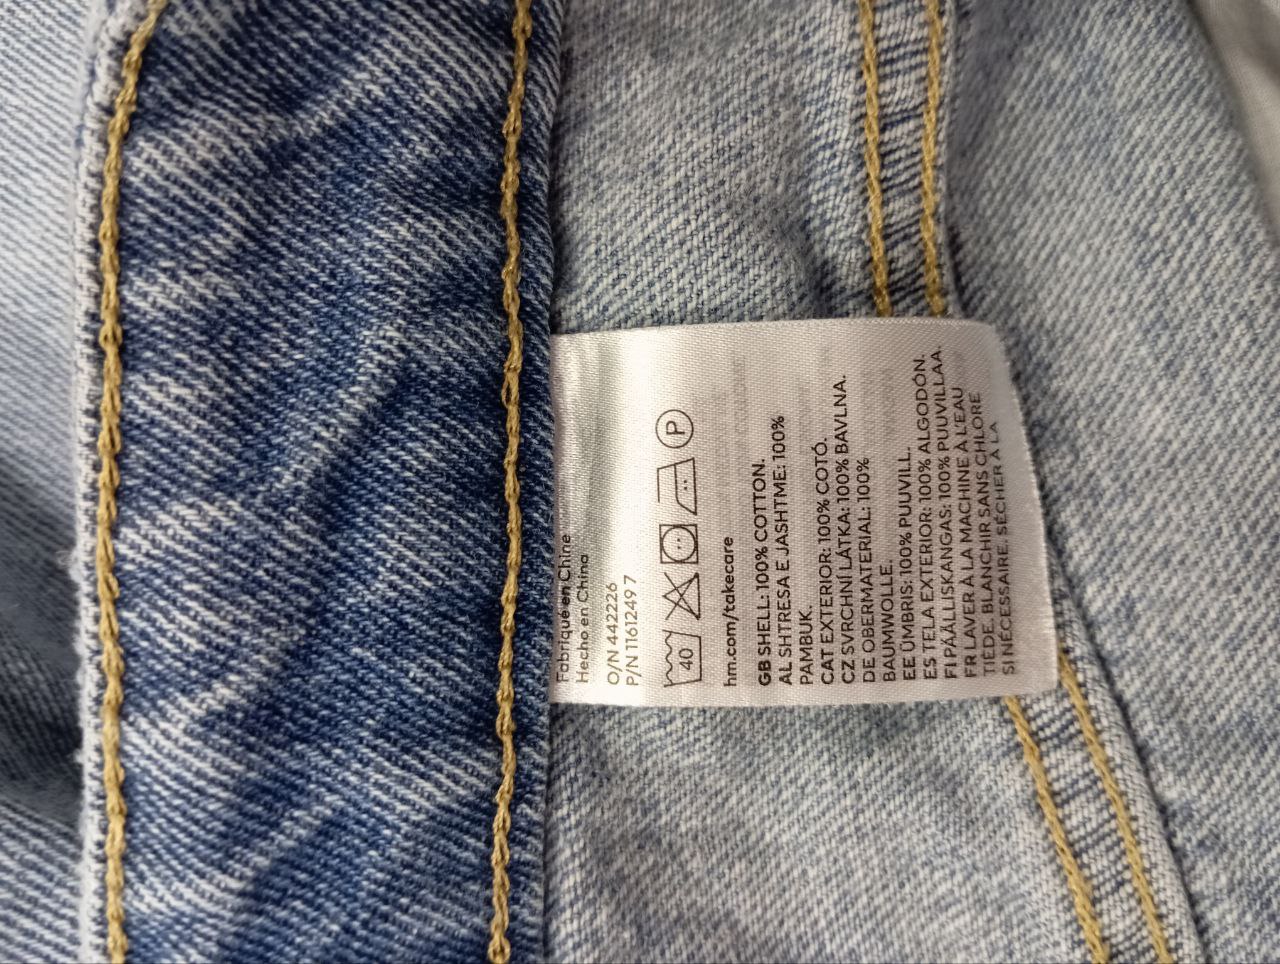 Fabriqué en Chine
Hecho en China
O/N 442226
P/N 11612497
40
P
hm.com/takecare
GB SHELL: 100% COTTON.
AL SHTRESA E JASHTME: 100%
PAMBUK.
CAT EXTERIOR: 100% COTÓ.
CZ SVRCHNÍ LÁTKA: 100% BAVLNA.
DE OBERMATERIAL: 100%
BAUMWOLLE.
EE ÜMBRIS: 100% PUUVILL.
ES TELA EXTERIOR: 100% ALGODÓN.
FI PÄÄLLISKANGAS: 100% PUUVILLAA.
FR LAVER À LA MACHINE À L'EAU
TIÈDE. BLANCHIR SANS CHLORE
SI NÉCESSAIRE. SÉCHER À LA